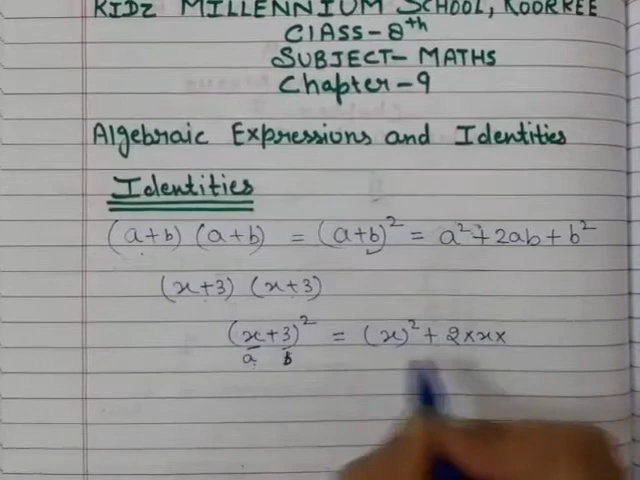 KIDZ MILLENNIUM SCHOOL, ROORKEE
Class-8th
SUBJECT- MATHS
Chapter-9
Algebraic Expressions and Identities
Identities
(a+b) (a+b) = (a+b)² = a²+2ab+b²
(x+3) (x+3)
(x+3)² = (x)²+2×x×
a b